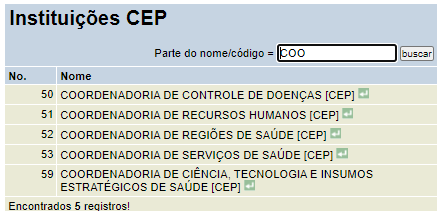 Instituições CEP
Parte do nome/código = COO buscar
No. Nome
50 COORDENADORIA DE CONTROLE DE DOENÇAS [CEP]
51 COORDENADORIA DE RECURSOS HUMANOS [CEP]
52 COORDENADORIA DE REGIÕES DE SAÚDE [CEP]
53 COORDENADORIA DE SERVIÇOS DE SAÚDE [CEP]
59 COORDENADORIA DE CIÊNCIA, TECNOLOGIA E INSUMOS
ESTRATÉGICOS DE SAÚDE [CEP]
Encontrados 5 registros!